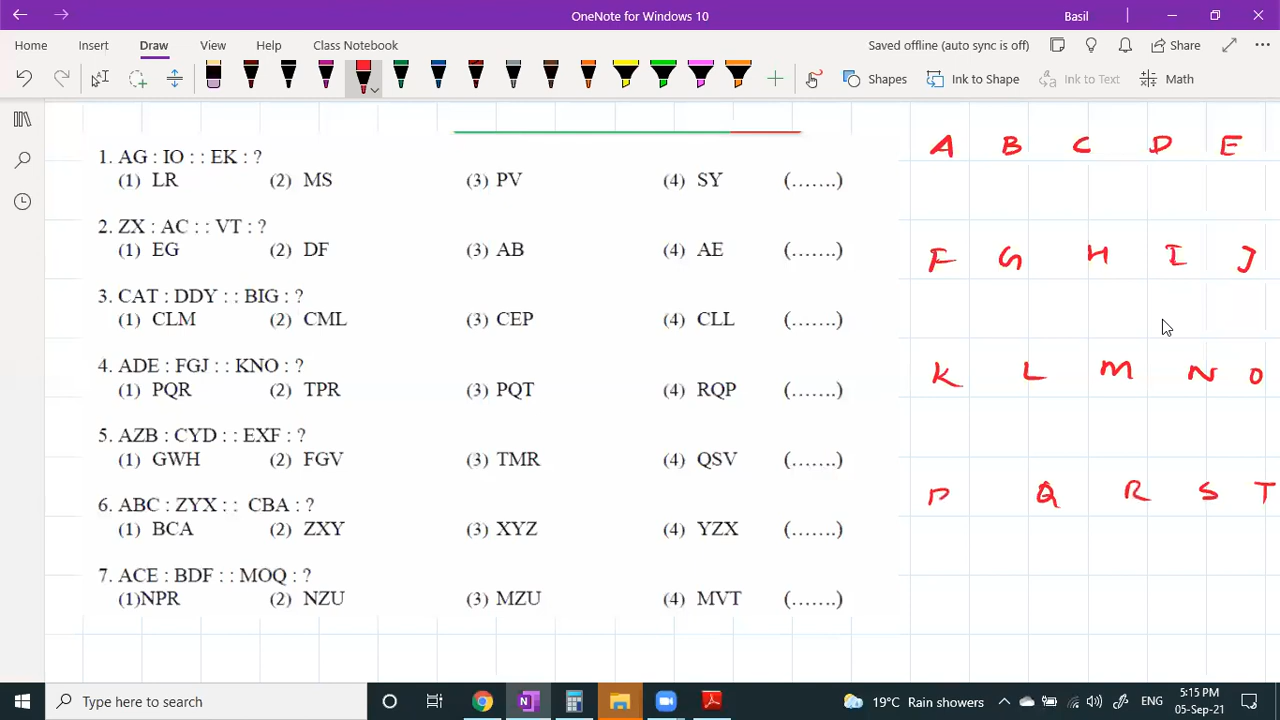 OneNote for Windows 10
Basil
Home Insert Draw View Help Class Notebook
Saved offline (auto sync is off)
Share
Shapes
Ink to Shape
Ink to Text
Math
1. AG : IO : : EK : ?
(1) LR (2) MS (3) PV (4) SY (.......)
2. ZX : AC : : VT : ?
(1) EG (2) DF (3) AB (4) AE (.......)
3. CAT : DDY : : BIG : ?
(1) CLM (2) CML (3) CEP (4) CLL (.......)
4. ADE : FGJ : : KNO : ?
(1) PQR (2) TPR (3) PQT (4) RQP (.......)
5. AZB : CYD : : EXF : ?
(1) GWH (2) FGV (3) TMR (4) QSV (.......)
6. ABC : ZYX : : CBA : ?
(1) BCA (2) ZXY (3) XYZ (4) YZX (.......)
7. ACE : BDF : : MOQ : ?
(1)NPR (2) NZU (3) MZU (4) MVT (.......)
A B C D E
F G H I J
K L M N O
P Q R S T
Type here to search
19°C Rain showers
ENG
5:15 PM
05-Sep-21